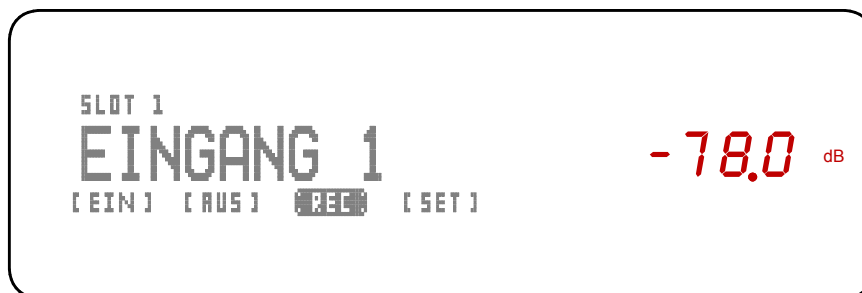 SLOT 1
EINGANG 1
-78.0 dB
[EIN] [AUS] [REC] [SET]